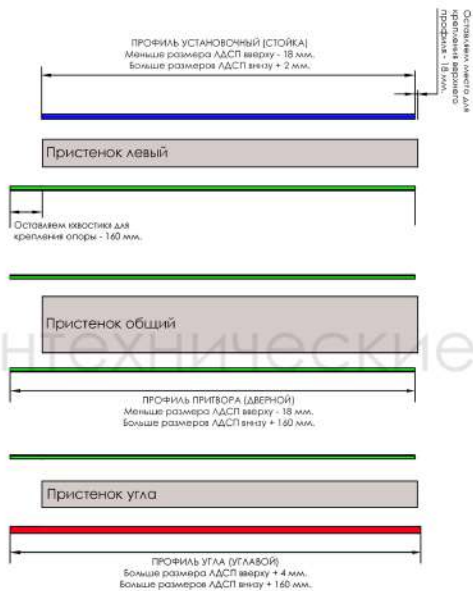 Оставляем место для
крепления верхнего
профиля - 18 мм.
ПРОФИЛЬ УСТАНОВОЧНЫЙ (СТОЙКА)
Меньше размера ЛДСП вверху - 18 мм.
Больше размеров ЛДСП внизу + 2 мм.
Пристенок левый
Оставляем хвостики для
крепления опоры - 160 мм.
Пристенок общий
нтехнические
ПРОФИЛЬ ПРИТВОРА (ДВЕРНОЙ)
Меньше размера ЛДСП вверху - 18 мм.
Больше размеров ЛДСП внизу + 160 мм.
Пристенок угла
ПРОФИЛЬ УГЛА (УГЛАВОЙ)
Больше размера ЛДСП вверху + 4 мм.
Больше размеров ЛДСП внизу + 160 мм.